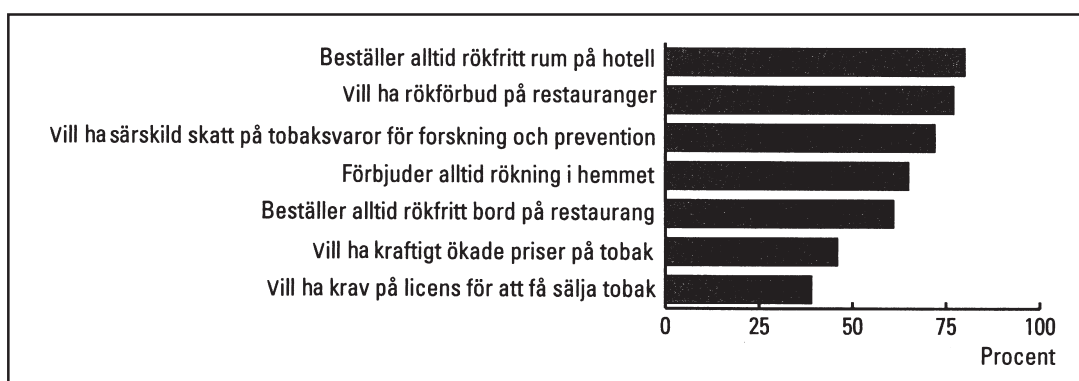 Beställer alltid rökfritt rum på hotell
Vill ha rökförbud på restauranger
Vill ha särskild skatt på tobaksvaror för forskning och prevention
Förbjuder alltid rökning i hemmet
Beställer alltid rökfritt bord på restaurang
Vill ha kraftigt ökade priser på tobak
Vill ha krav på licens för att få sälja tobak
0 25 50 75 100
Procent